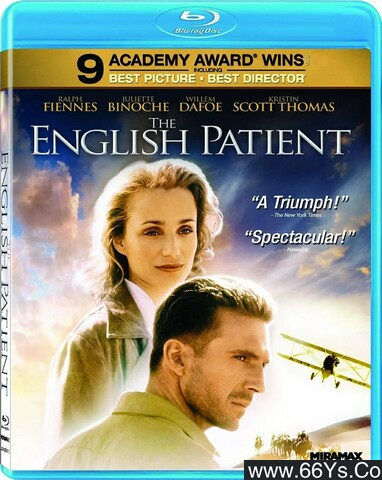 Blu-ray Disc
9 ACADEMY AWARD® WINS
INCLUDING
BEST PICTURE • BEST DIRECTOR
RALPH FIENNES JULIETTE BINOCHE WILLEM DAFOE KRISTIN SCOTT THOMAS
THE
ENGLISH PATIENT
"A Triumph!"
-The New York Times
"Spectacular!"
-Newsweek
ENGLISH PATIENT
MIRAMAX
www.66Ys.Co